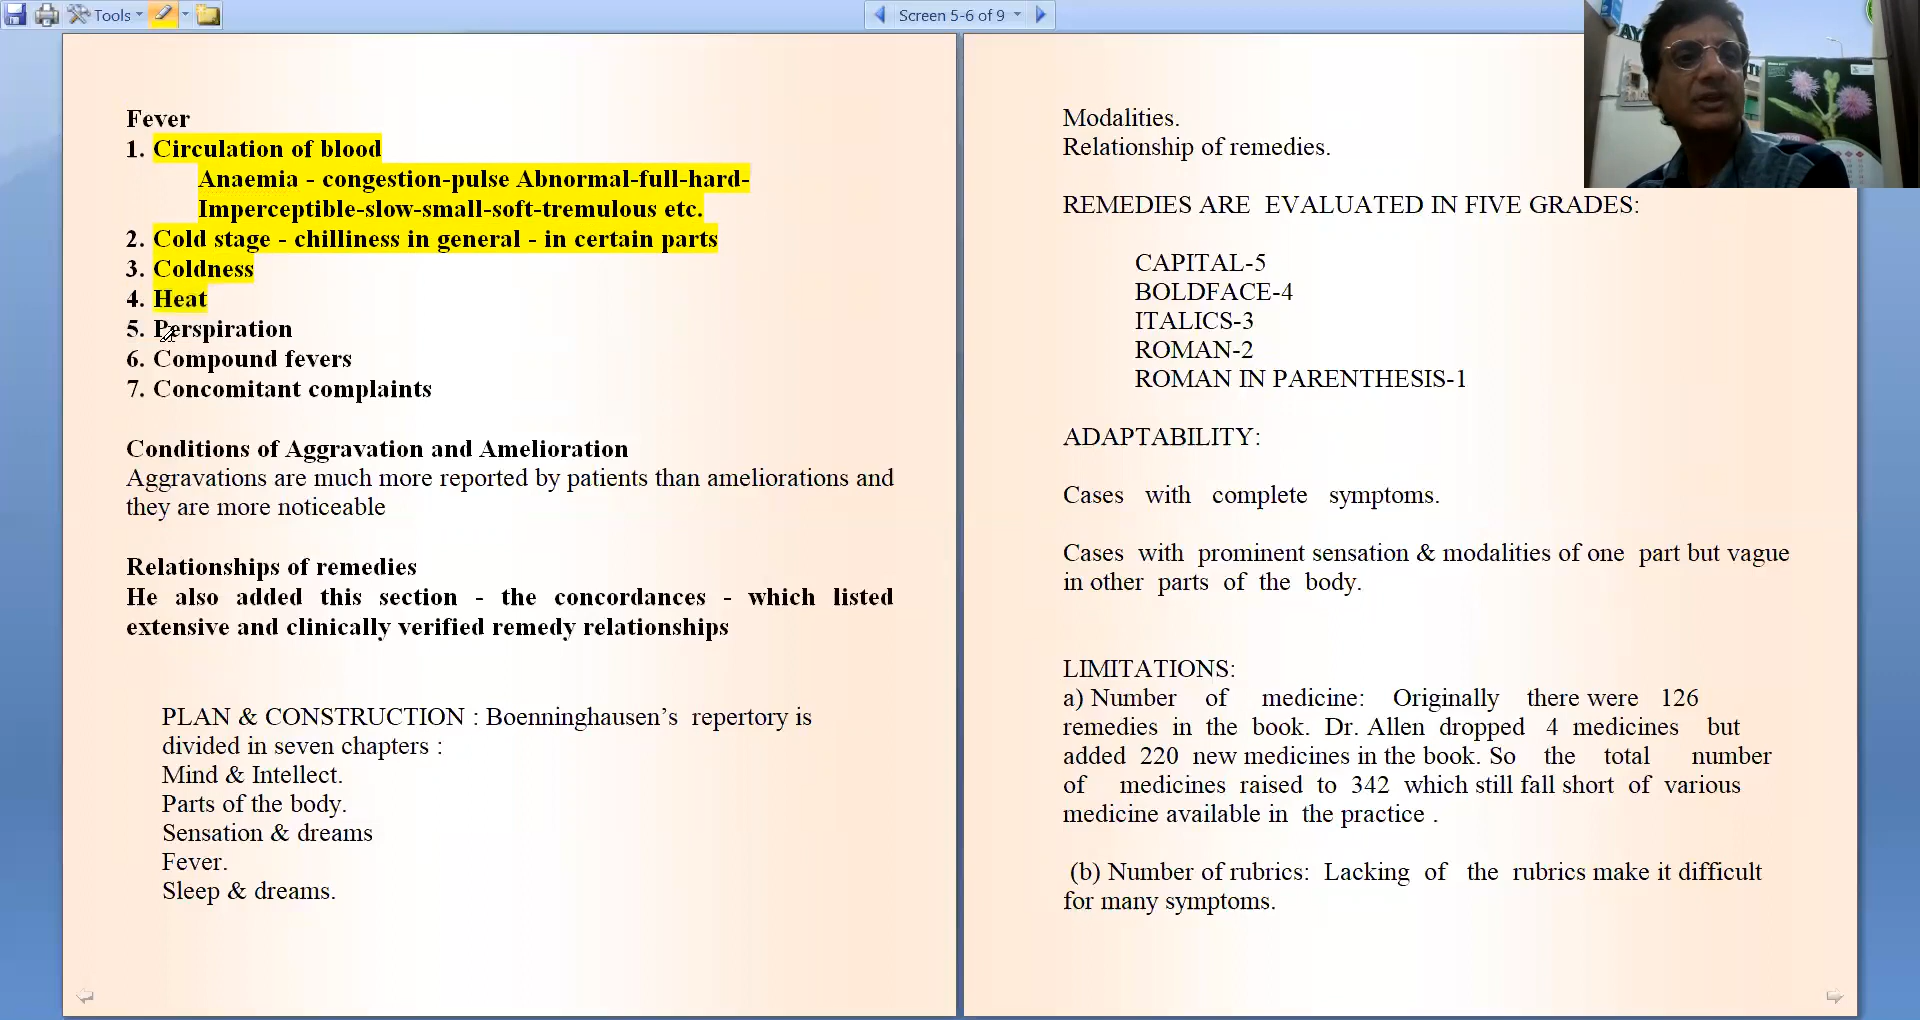 Tools
Screen 5-6 of 9
Fever
1. Circulation of blood
Anaemia - congestion-pulse Abnormal-full-hard-
Imperceptible-slow-small-soft-tremulous etc.
2. Cold stage - chilliness in general - in certain parts
3. Coldness
4. Heat
5. Perspiration
6. Compound fevers
7. Concomitant complaints
Conditions of Aggravation and Amelioration
Aggravations are much more reported by patients than ameliorations and
they are more noticeable
Relationships of remedies
He also added this section - the concordances - which listed
extensive and clinically verified remedy relationships
PLAN & CONSTRUCTION : Boenninghausen’s repertory is
divided in seven chapters :
Mind & Intellect.
Parts of the body.
Sensation & dreams
Fever.
Sleep & dreams.
Modalities.
Relationship of remedies.
REMEDIES ARE EVALUATED IN FIVE GRADES:
CAPITAL-5
BOLDFACE-4
ITALICS-3
ROMAN-2
ROMAN IN PARENTHESIS-1
ADAPTABILITY:
Cases with complete symptoms.
Cases with prominent sensation & modalities of one part but vague
in other parts of the body.
LIMITATIONS:
a) Number of medicine: Originally there were 126
remedies in the book. Dr. Allen dropped 4 medicines but
added 220 new medicines in the book. So the total number
of medicines raised to 342 which still fall short of various
medicine available in the practice .
(b) Number of rubrics: Lacking of the rubrics make it difficult
for many symptoms.
AY